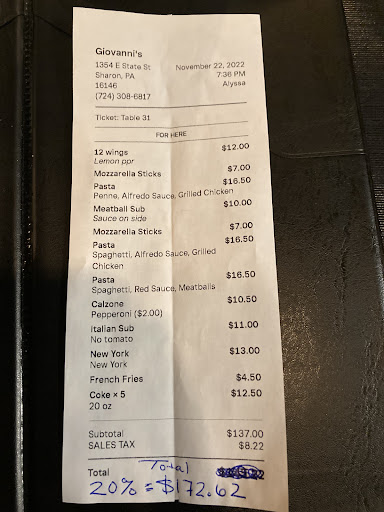 Giovanni's
1354 E State St November 22, 2022
Sharon, PA 7:36 PM
16146 Alyssa
(724) 308-6817
Ticket: Table 31
FOR HERE
12 wings $12.00
Lemon ppr
Mozzarella Sticks $7.00
Pasta $16.50
Penne, Alfredo Sauce, Grilled Chicken
Meatball Sub $10.00
Sauce on side
Mozzarella Sticks $7.00
Pasta $16.50
Spaghetti, Alfredo Sauce, Grilled
Chicken
Pasta $16.50
Spaghetti, Red Sauce, Meatballs
Calzone $10.50
Pepperoni ($2.00)
Italian Sub $11.00
No tomato
New York $13.00
New York
French Fries $4.50
Coke × 5 $12.50
20 oz
Subtotal $137.00
SALES TAX $8.22
Total Total
20% = $172.62